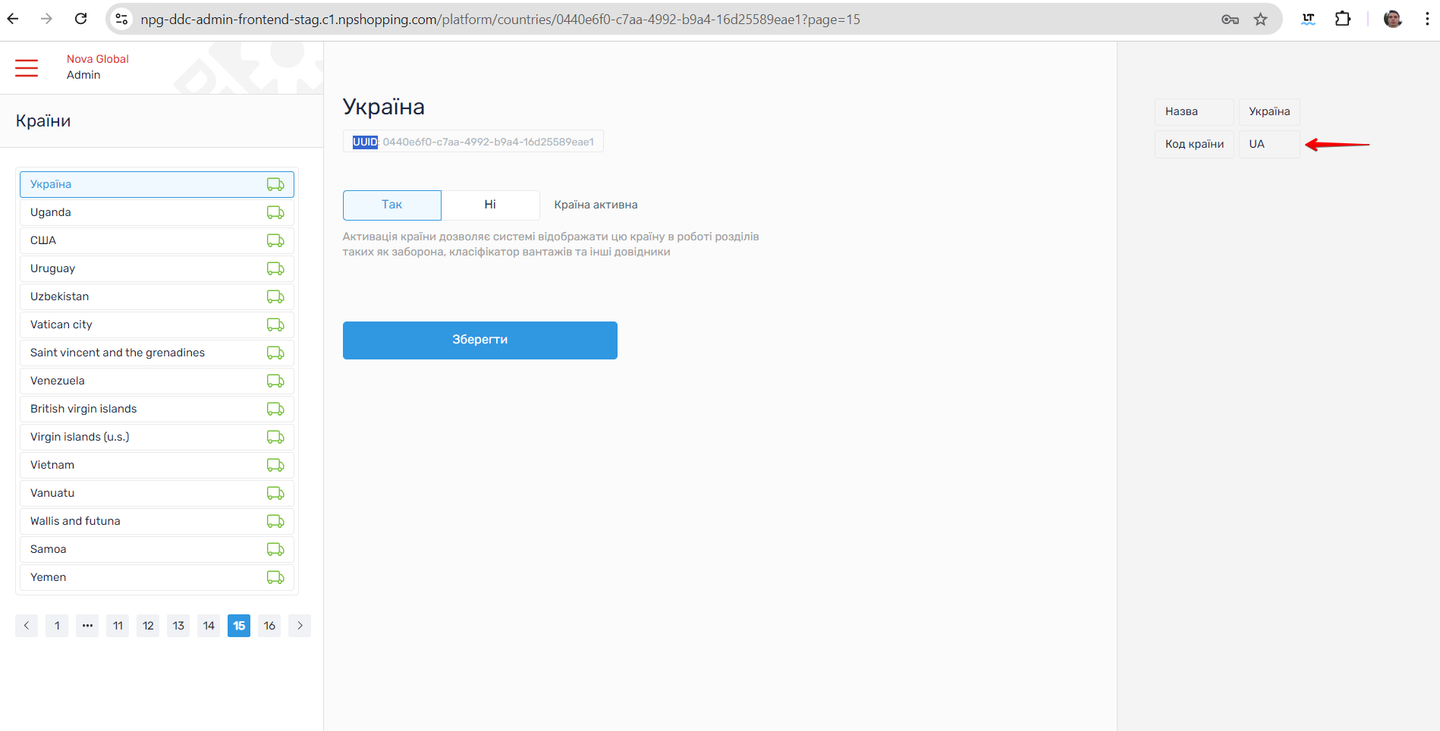 npg-ddc-admin-frontend-stag.c1.npshopping.com/platform/countries/0440e6f0-c7aa-4992-b9a4-16d25589eae1?page=15
LT
Nova Global
Admin
Країни
Україна
Uganda
США
Uruguay
Uzbekistan
Vatican city
Saint vincent and the grenadines
Venezuela
British virgin islands
Virgin islands (u.s.)
Vietnam
Vanuatu
Wallis and futuna
Samoa
Yemen
< 1 ••• 11 12 13 14 15 16 >
Україна
UUID: 0440e6f0-c7aa-4992-b9a4-16d25589eae1
Так Ні Країна активна
Активація країни дозволяє системі відображати цю країну в роботі розділів
таких як заборона, класіфікатор вантажів та інші довідники
Зберегти
Назва Україна
Код країни UA